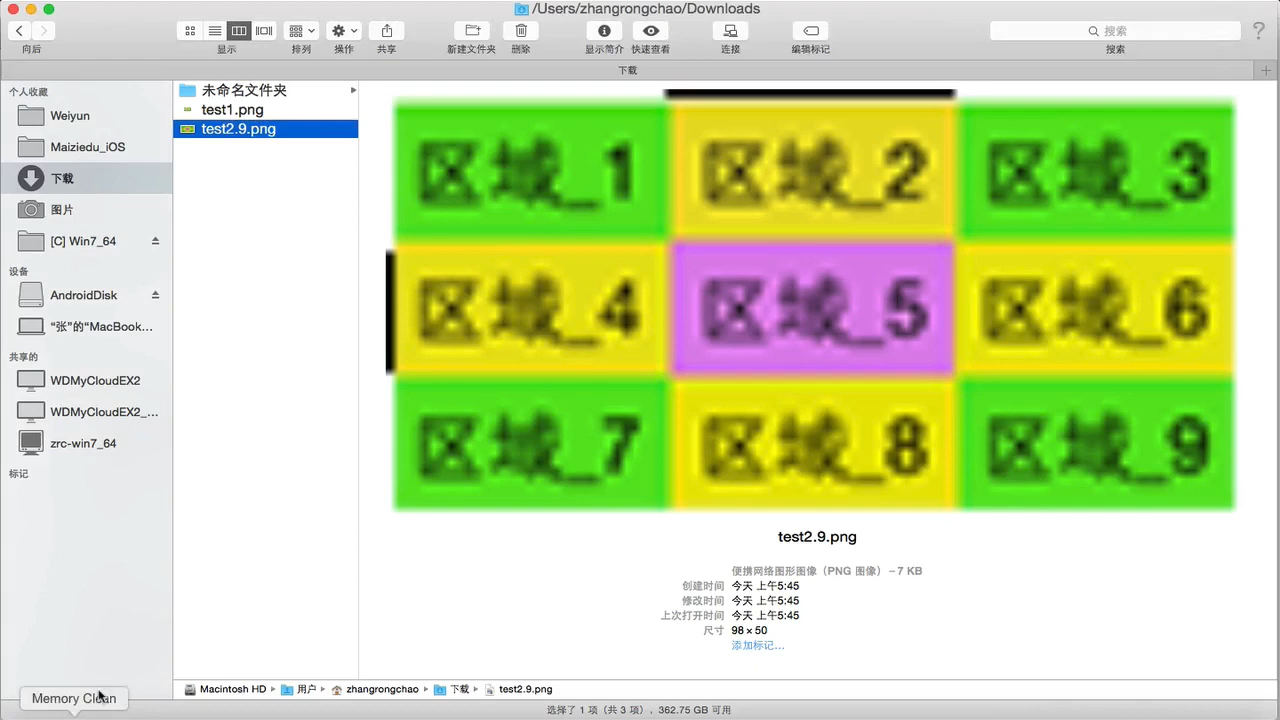 /Users/zhangrongchao/Downloads
向后
显示
排列
操作
共享
新建文件夹
删除
显示简介
快速查看
连接
编辑标记
搜索
搜索
下载
个人收藏
Weiyun
Maiziedu_iOS
下载
图片
[C] Win7_64
设备
AndroidDisk
“张”的“MacBook...
共享的
WDMyCloudEX2
WDMyCloudEX2_...
zrc-win7_64
标记
未命名文件夹
test1.png
test2.9.png
区域_1
区域_2
区域_3
区域_4
区域_5
区域_6
区域_7
区域_8
区域_9
test2.9.png
便携网络图形图像（PNG 图像） – 7 KB
创建时间 今天 上午5:45
修改时间 今天 上午5:45
上次打开时间 今天 上午5:45
尺寸 98 × 50
添加标记...
Memory Clean
Macintosh HD ▸ 用户 ▸ zhangrongchao ▸ 下载 ▸ test2.9.png
选择了 1 项（共 3 项），362.75 GB 可用